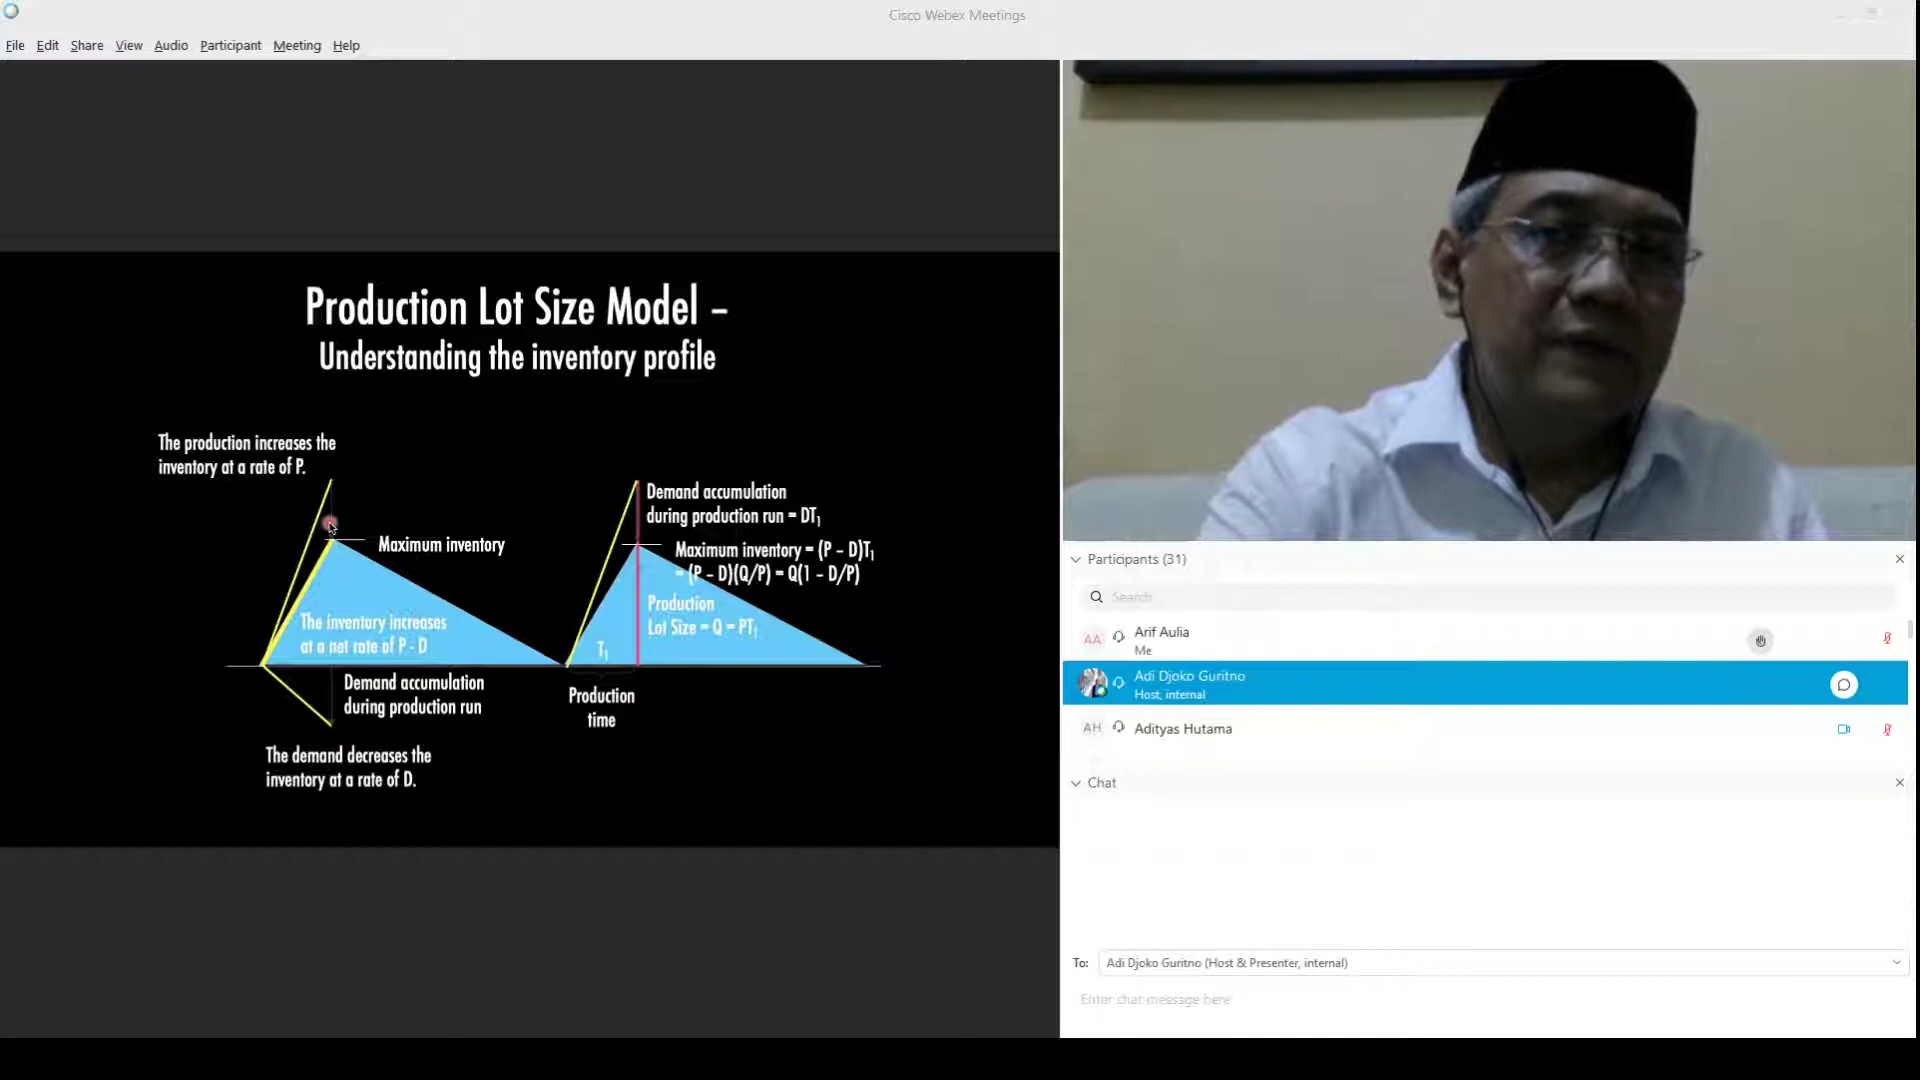 Cisco Webex Meetings
File Edit Share View Audio Participant Meeting Help
Production Lot Size Model –
Understanding the inventory profile
The production increases the
inventory at a rate of P.
Maximum inventory
The inventory increases
at a net rate of P - D
Demand accumulation
during production run
The demand decreases the
inventory at a rate of D.
Demand accumulation
during production run = DT₁
Maximum inventory = (P – D)T₁
= (P – D)(Q/P) = Q(1 – D/P)
Production
Lot Size = Q = PT₁
T₁
Production
time
Participants (31)
Search
AA Arif Aulia
Me
Adi Djoko Guritno
Host, internal
AH Adityas Hutama
Chat
To: Adi Djoko Guritno (Host & Presenter, internal)
Enter chat message here